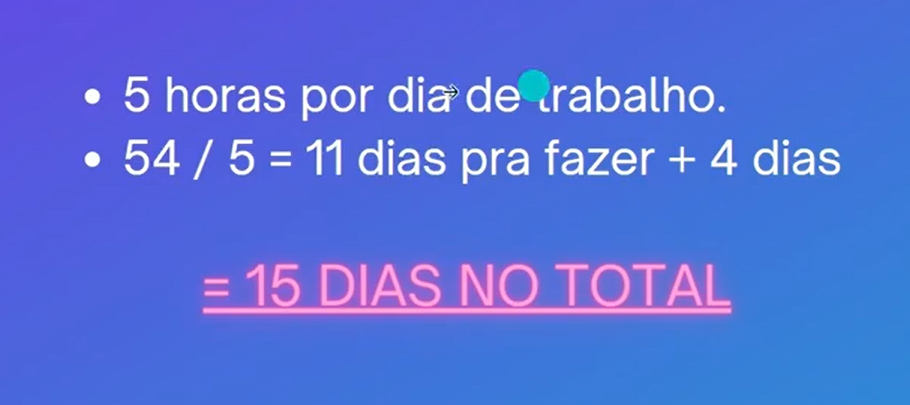 • 5 horas por dia de trabalho.
• 54 / 5 = 11 dias pra fazer + 4 dias
= 15 DIAS NO TOTAL